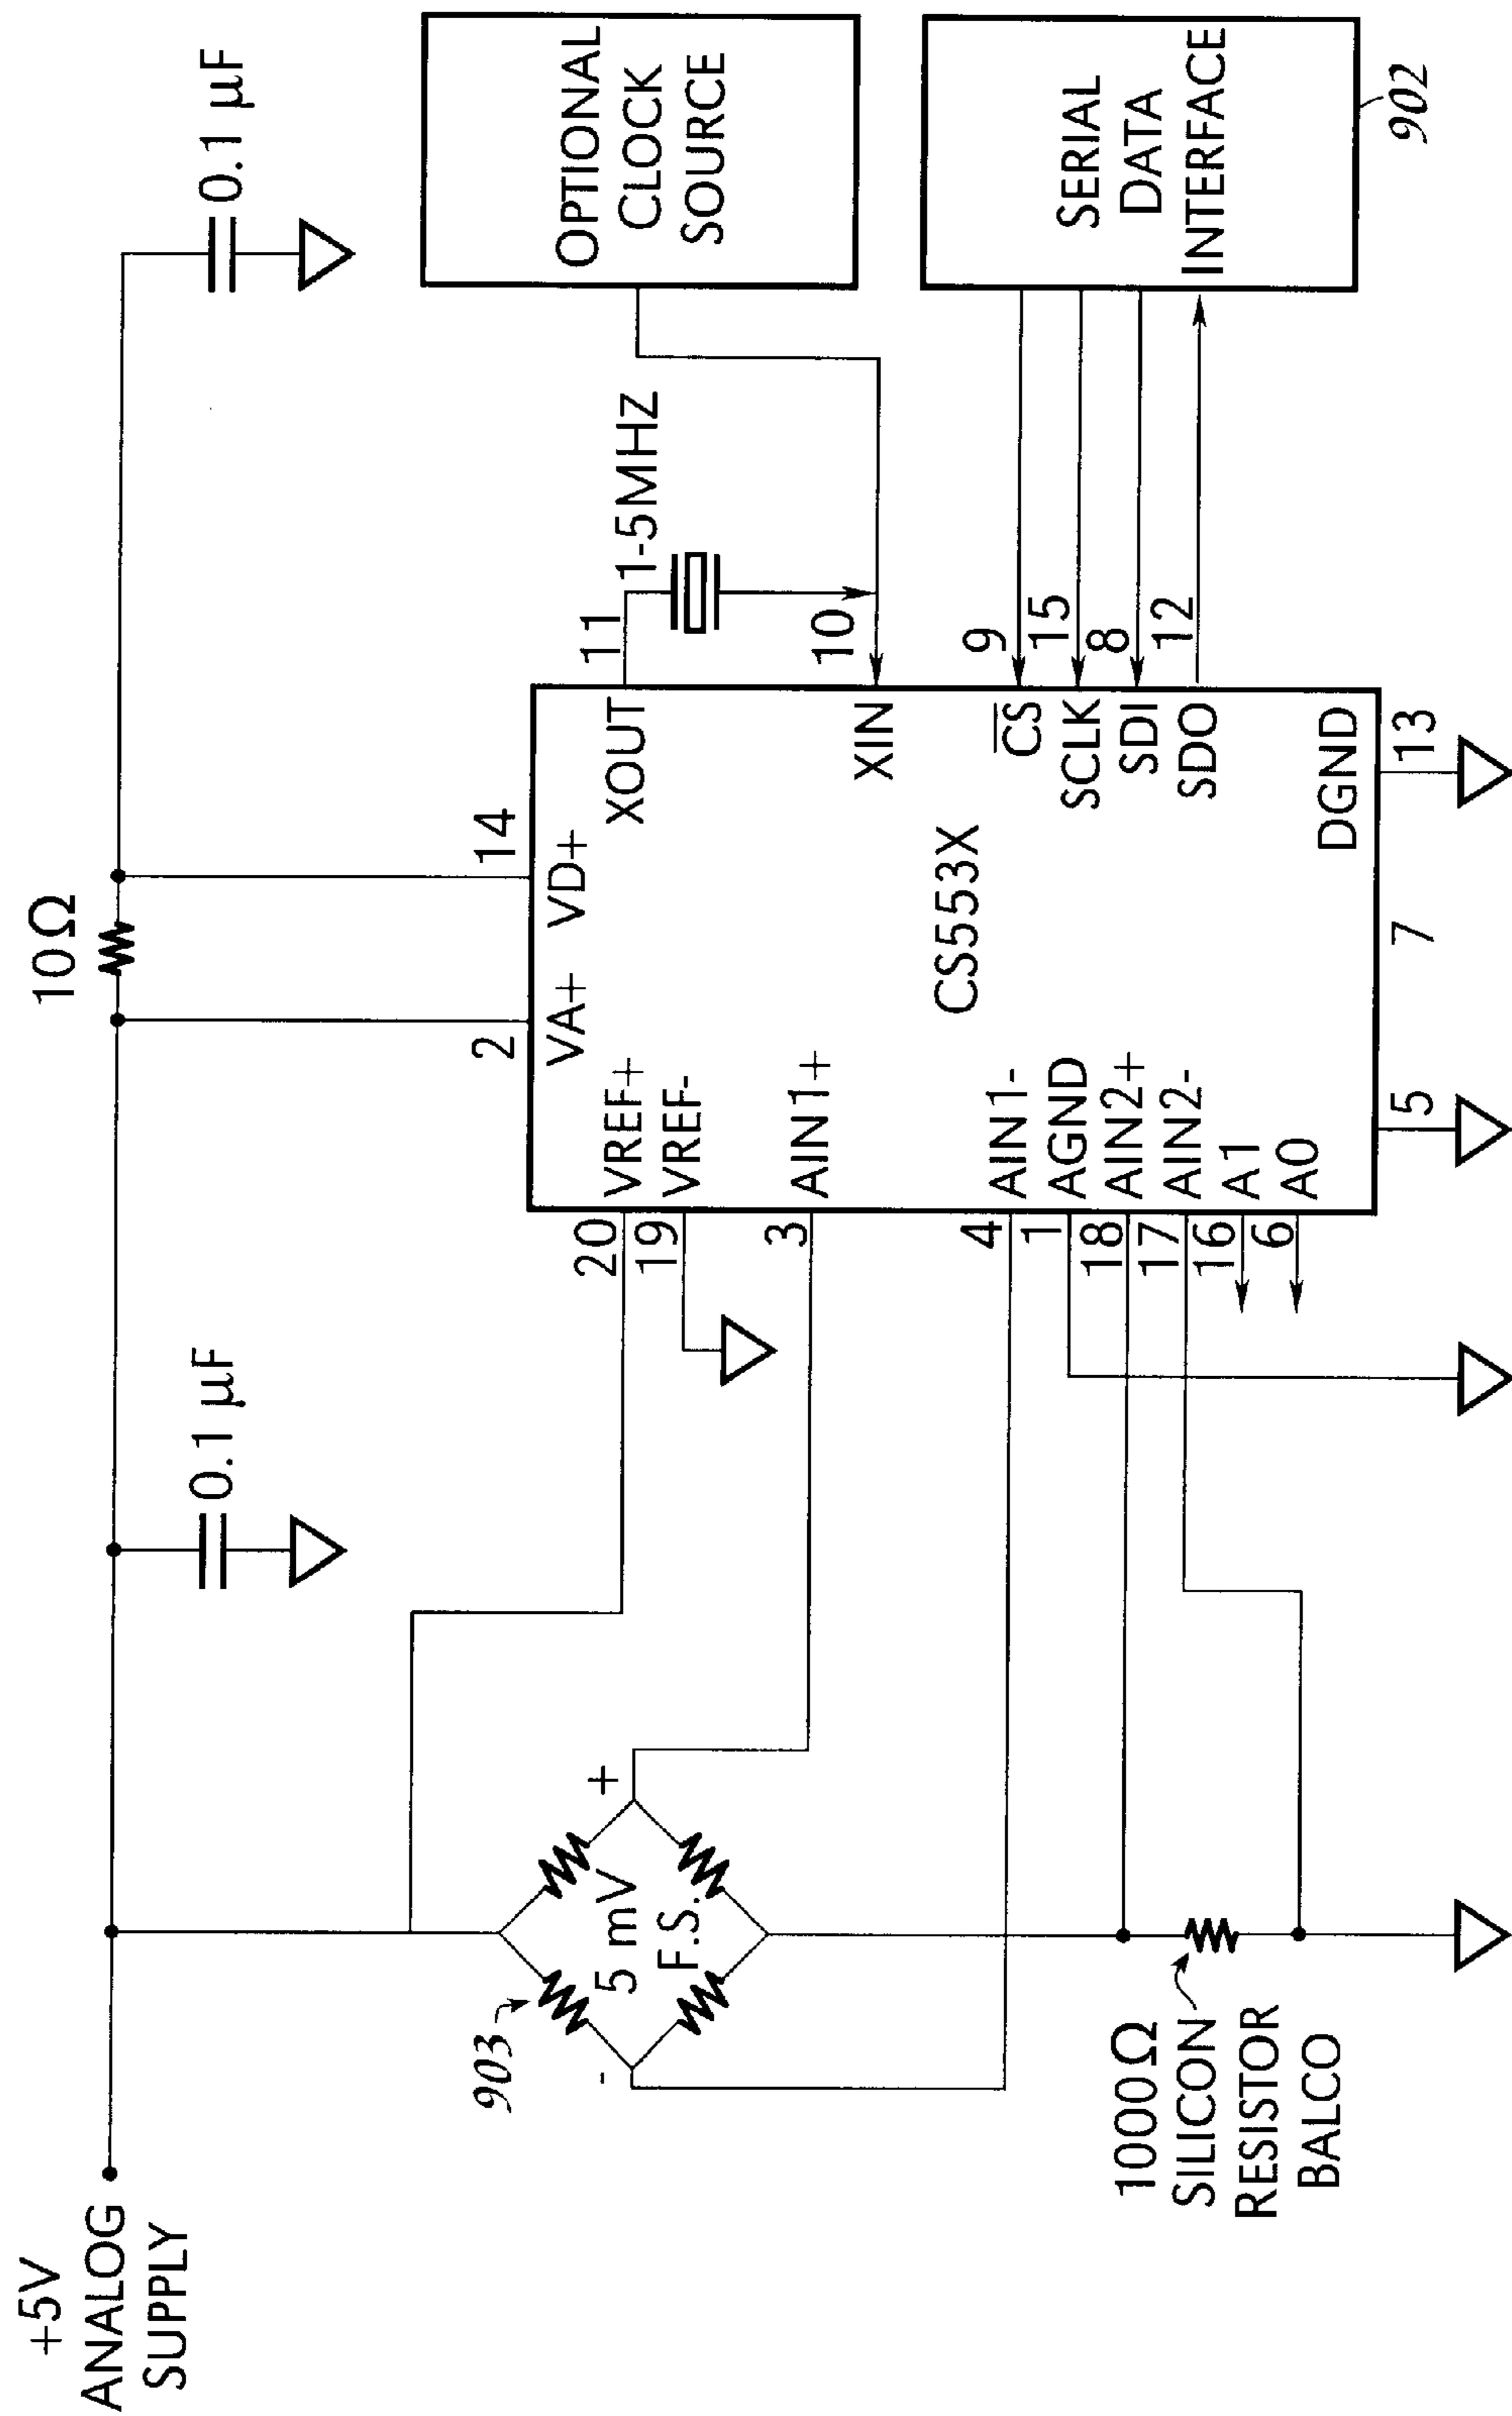 +5V
ANALOG
SUPPLY
0.1 µF
10 Ω
0.1 µF
2
14
VA+
VD+
20
VREF+
19
VREF-
3
AIN1+
4
AIN1-
1
AGND
18
AIN2+
17
AIN2-
16
A1
6
A0
CS553X
XOUT
11
1-5MHZ
XIN
10
CS
9
SCLK
15
SDI
8
SDO
12
DGND
5
7
13
OPTIONAL
CLOCK
SOURCE
SERIAL
DATA
INTERFACE
902
903
+
-
5 mV
F.S.
1000 Ω
SILICON
RESISTOR
BALCO